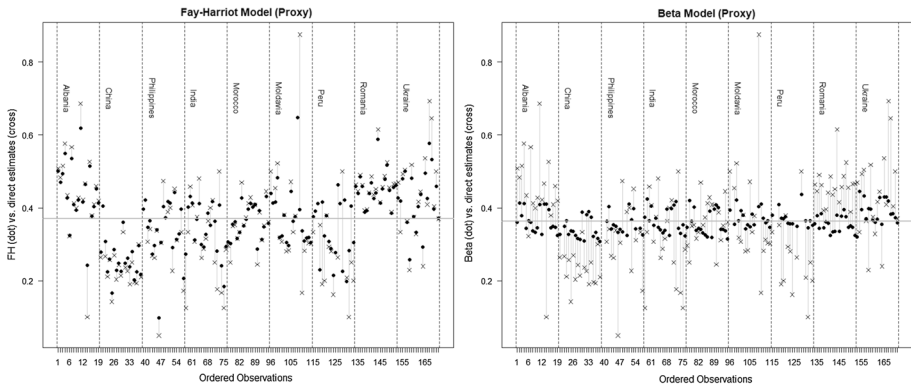 Fay-Harriot Model (Proxy)
FH (dot) vs. direct estimates (cross)
0.8
0.6
0.4
0.2
Albania
China
Philippines
India
Morocco
Moldavia
Peru
Romania
Ukraine
1 6 12 19 26 33 40 47 54 61 68 75 82 89 96 105 115 125 135 145 155 165
Ordered Observations
Beta Model (Proxy)
Beta (dot) vs. direct estimates (cross)
0.8
0.6
0.4
0.2
Albania
China
Philippines
India
Morocco
Moldavia
Peru
Romania
Ukraine
1 6 12 19 26 33 40 47 54 61 68 75 82 89 96 105 115 125 135 145 155 165
Ordered Observations